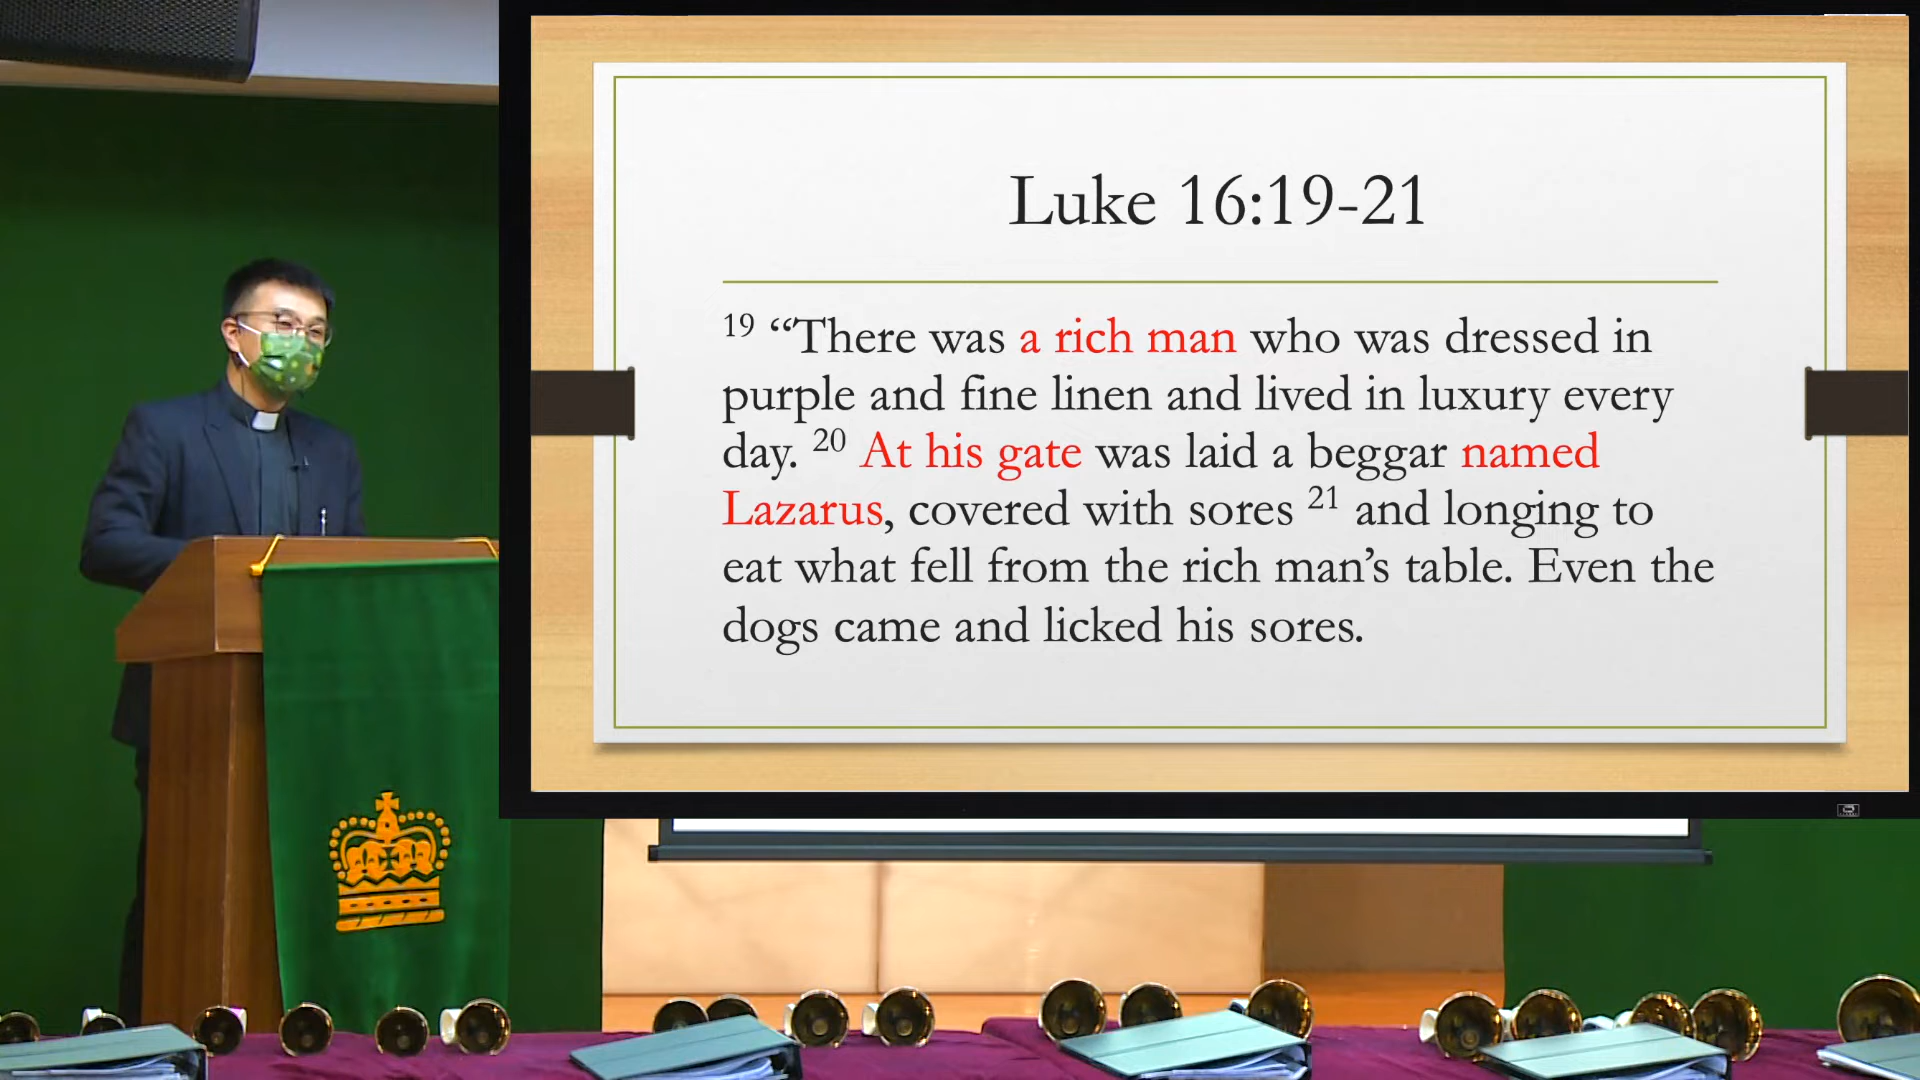 Luke 16:19-21
19 “There was a rich man who was dressed in
purple and fine linen and lived in luxury every
day. 20 At his gate was laid a beggar named
Lazarus, covered with sores 21 and longing to
eat what fell from the rich man’s table. Even the
dogs came and licked his sores.